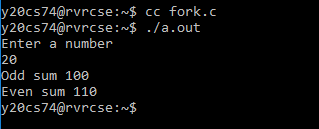 y20cs74@rvrcse:~$ cc fork.c
y20cs74@rvrcse:~$ ./a.out
Enter a number
20
Odd sum 100
Even sum 110
y20cs74@rvrcse:~$